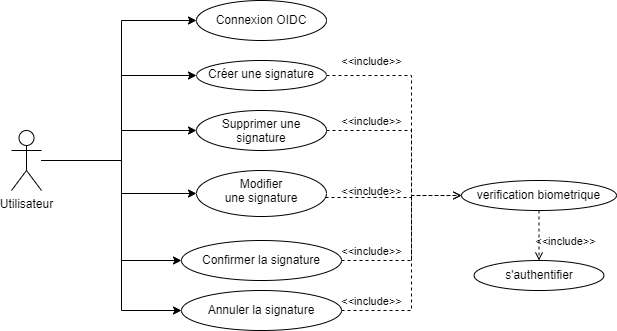 Connexion OIDC
Créer une signature
<<include>>
Supprimer une
signature
<<include>>
Utilisateur
Modifier
une signature
<<include>>
verification biometrique
Confirmer la signature
<<include>>
<<include>>
s'authentifier
Annuler la signature
<<include>>